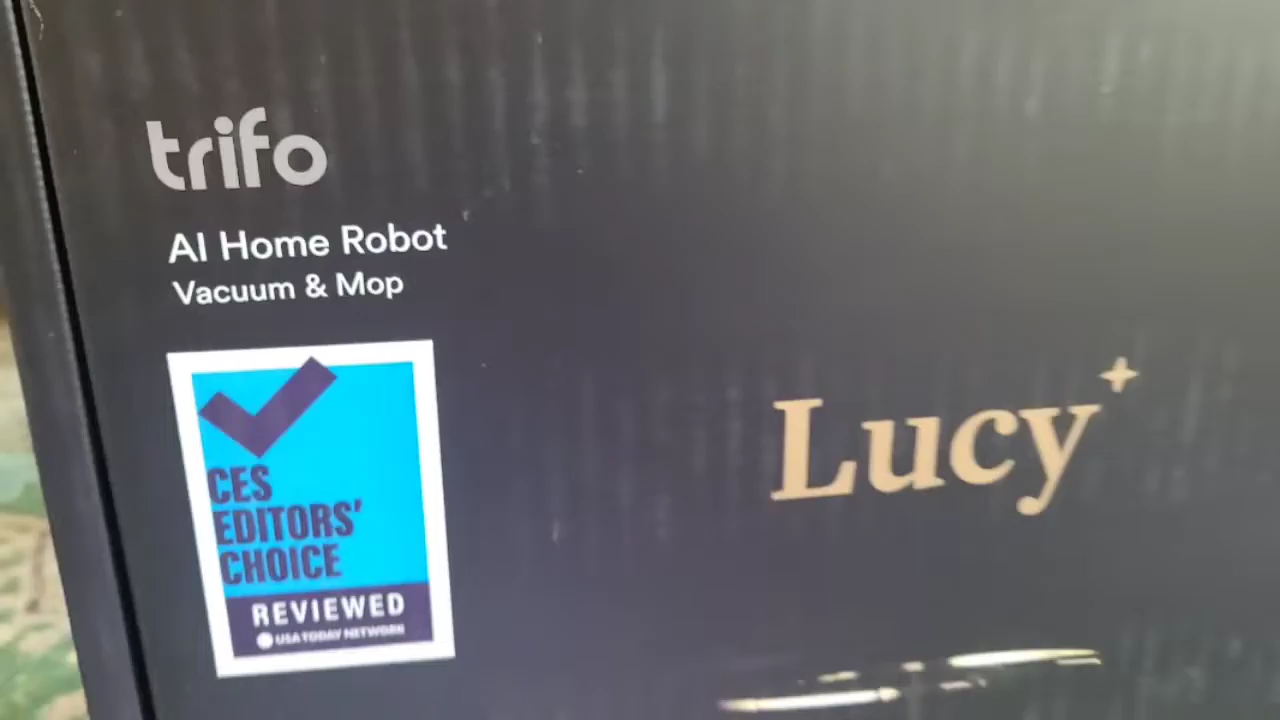 trifo
AI Home Robot
Vacuum & Mop
CES
EDITORS'
CHOICE
REVIEWED
USA TODAY NETWORK
Lucy+